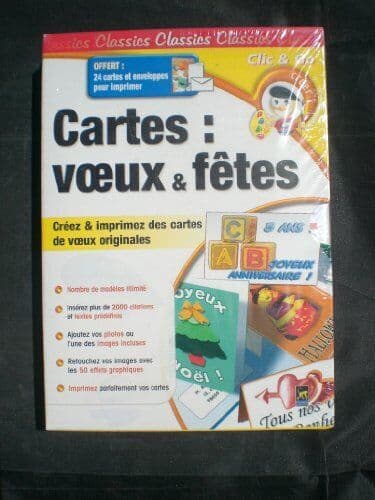 Classics Classics Classics
Clic & Go
OFFERT :
24 cartes et enveloppes
pour imprimer
Cartes :
vœux & fêtes
Créez & imprimez des cartes
de vœux originales
Nombre de modèles illimité
Insérez plus de 2000 citations
et textes prédéfinis
Ajoutez vos photos ou
l'une des images incluses
Retouchez vos images avec
les 50 effets graphiques
Imprimez parfaitement vos cartes
C
A B
5 ANS
JOYEUX
ANNIVERSAIRE !
Joyeux
Noël !
HALLOWE
Tous nos